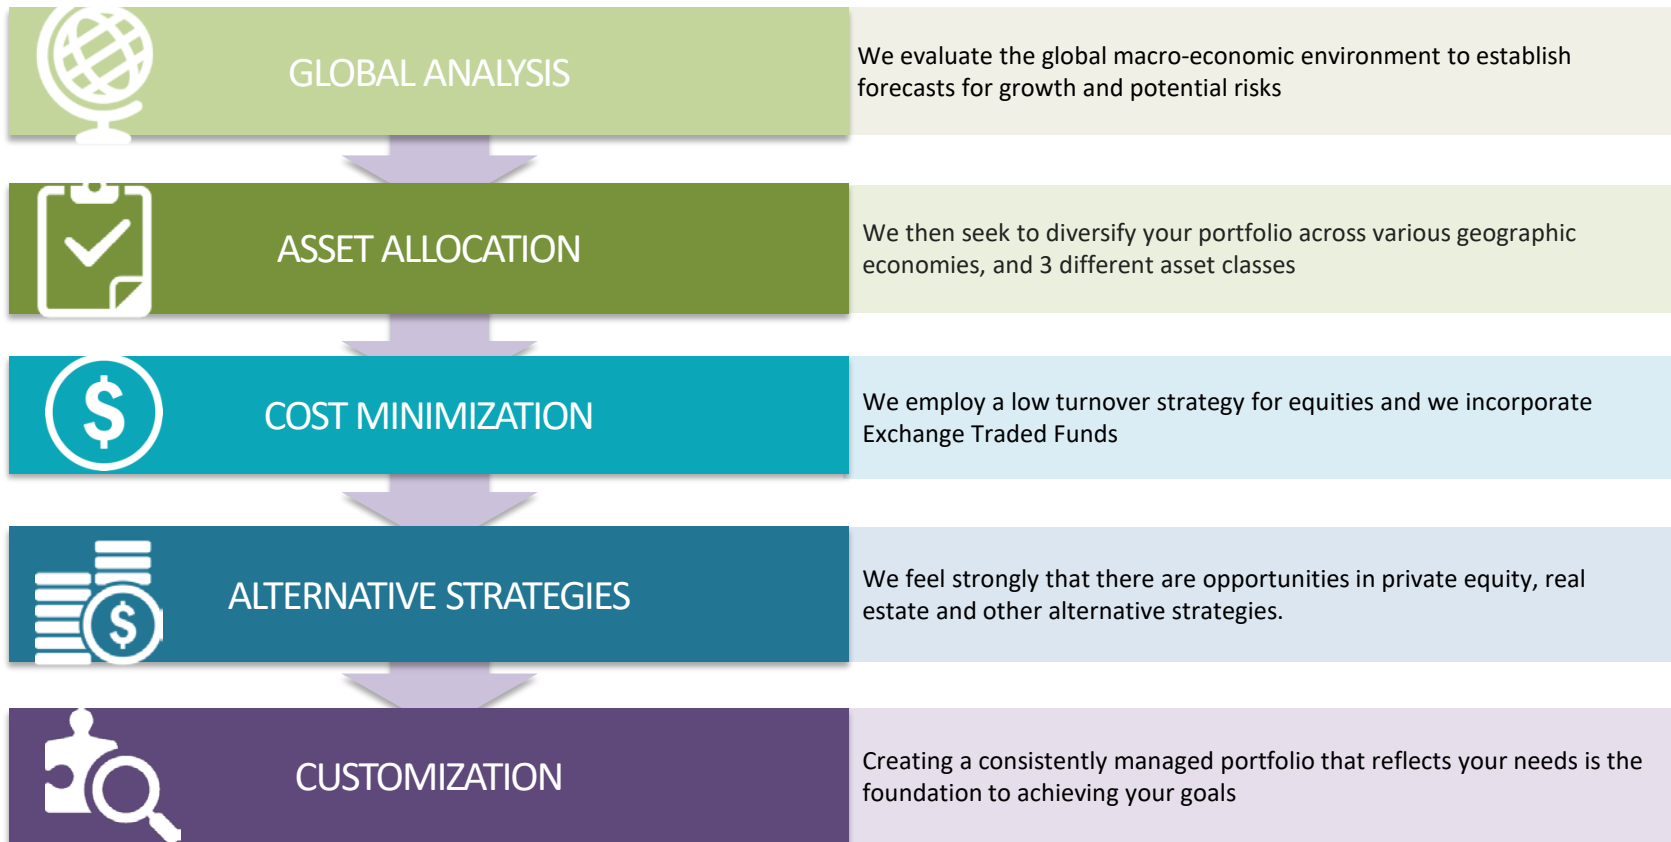 GLOBAL ANALYSIS
We evaluate the global macro-economic environment to establish
forecasts for growth and potential risks
ASSET ALLOCATION
We then seek to diversify your portfolio across various geographic
economies, and 3 different asset classes
$
COST MINIMIZATION
We employ a low turnover strategy for equities and we incorporate
Exchange Traded Funds
$
ALTERNATIVE STRATEGIES
We feel strongly that there are opportunities in private equity, real
estate and other alternative strategies.
CUSTOMIZATION
Creating a consistently managed portfolio that reflects your needs is the
foundation to achieving your goals